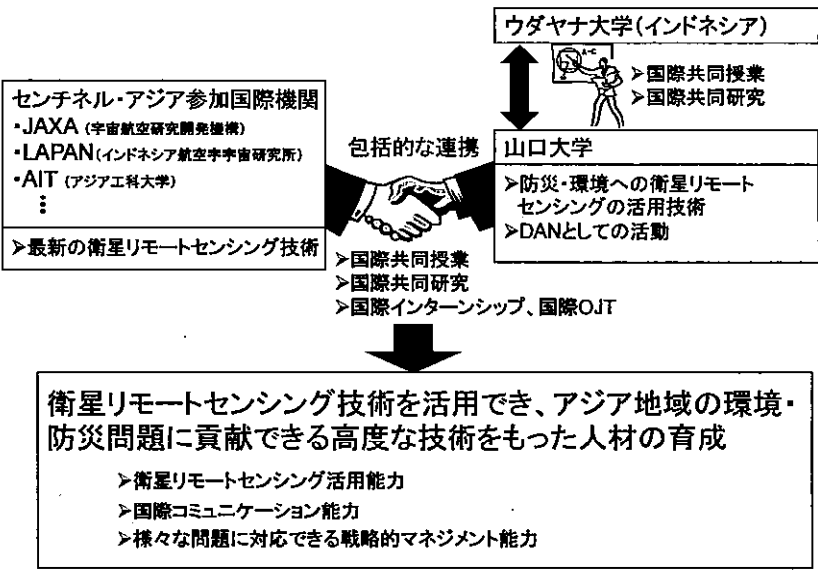 ウダヤナ大学(インドネシア)
➢国際共同授業
➢国際共同研究
センチネル・アジア参加国際機関
・JAXA (宇宙航空研究開発機構)
・LAPAN(インドネシア航空宇宙研究所)
・AIT (アジア工科大学)
⋮
➢最新の衛星リモートセンシング技術
包括的な連携
山口大学
➢防災・環境への衛星リモート
センシングの活用技術
➢DANとしての活動
➢国際共同授業
➢国際共同研究
➢国際インターンシップ、国際OJT
衛星リモートセンシング技術を活用でき、アジア地域の環境・
防災問題に貢献できる高度な技術をもった人材の育成
➢衛星リモートセンシング活用能力
➢国際コミュニケーション能力
➢様々な問題に対応できる戦略的マネジメント能力